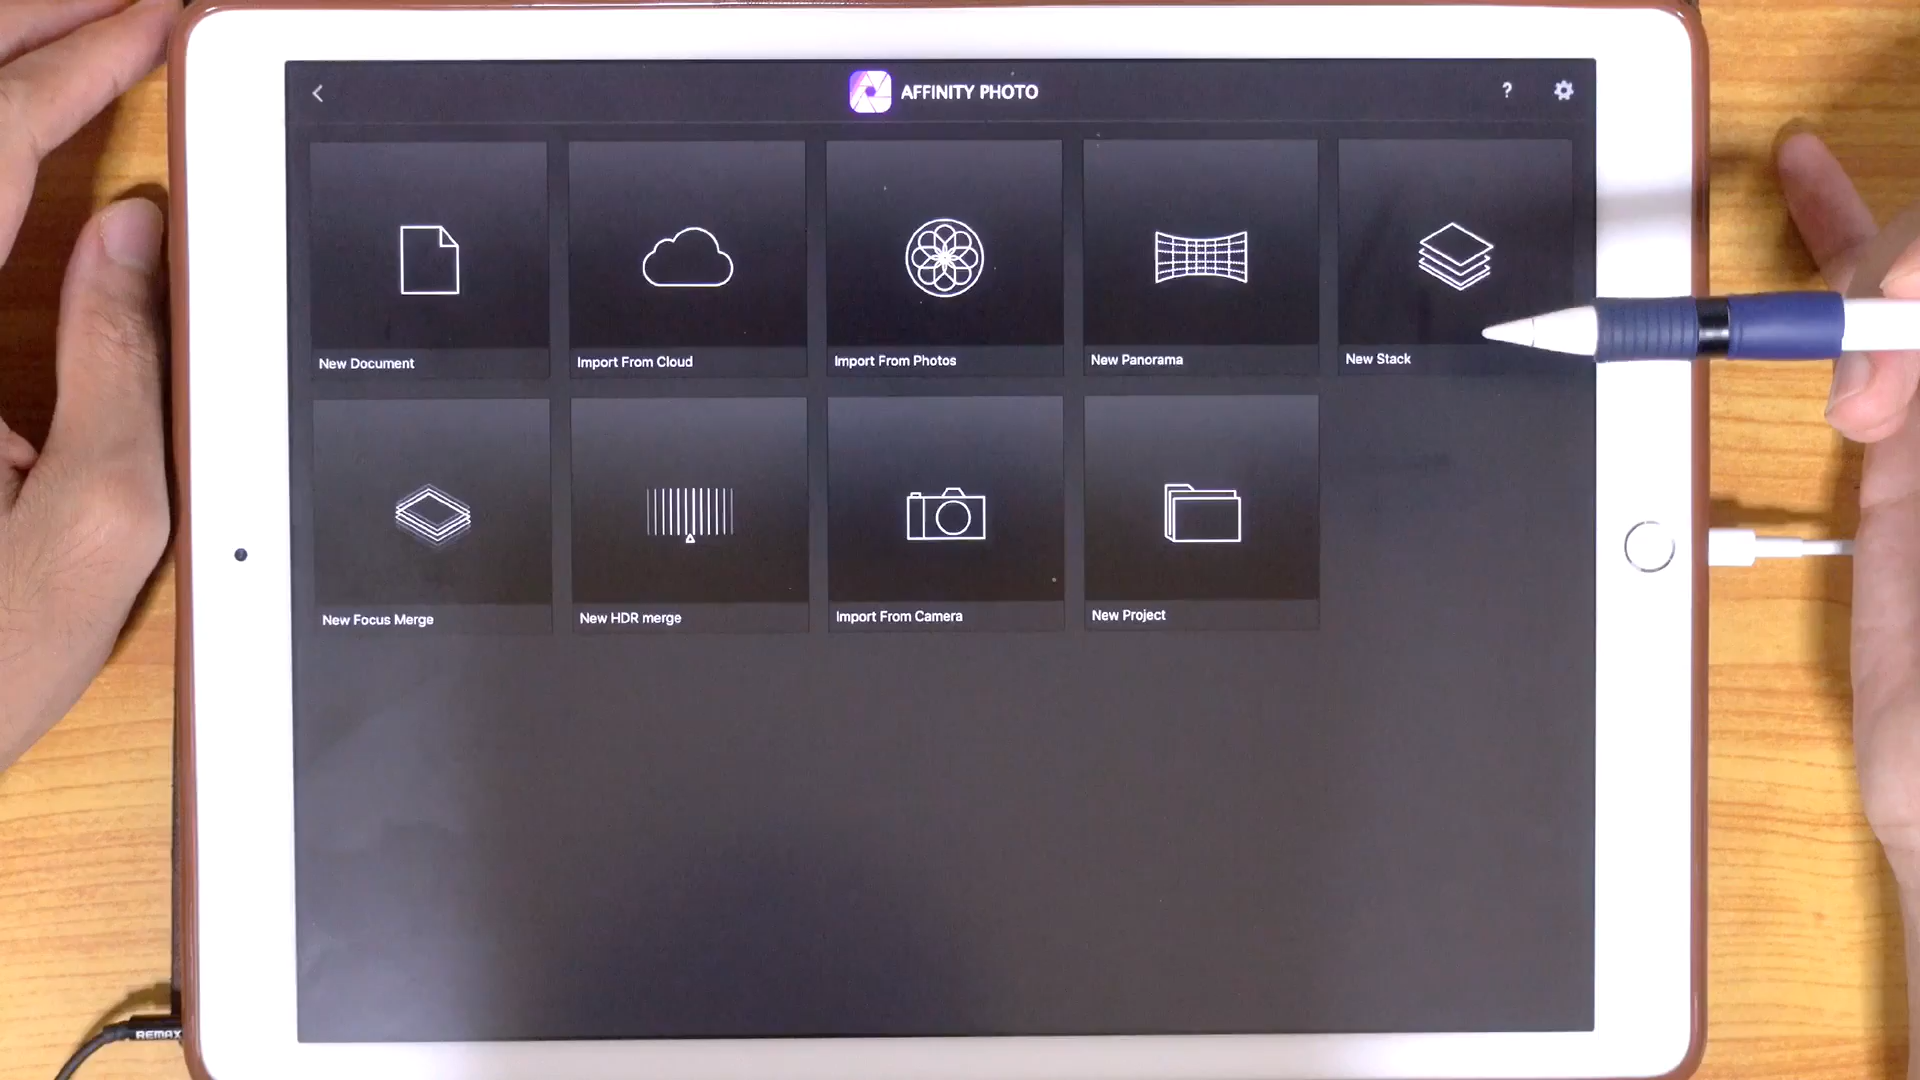 AFFINITY PHOTO
?
New Document
Import From Cloud
Import From Photos
New Panorama
New Stack
New Focus Merge
New HDR merge
Import From Camera
New Project
REMAX